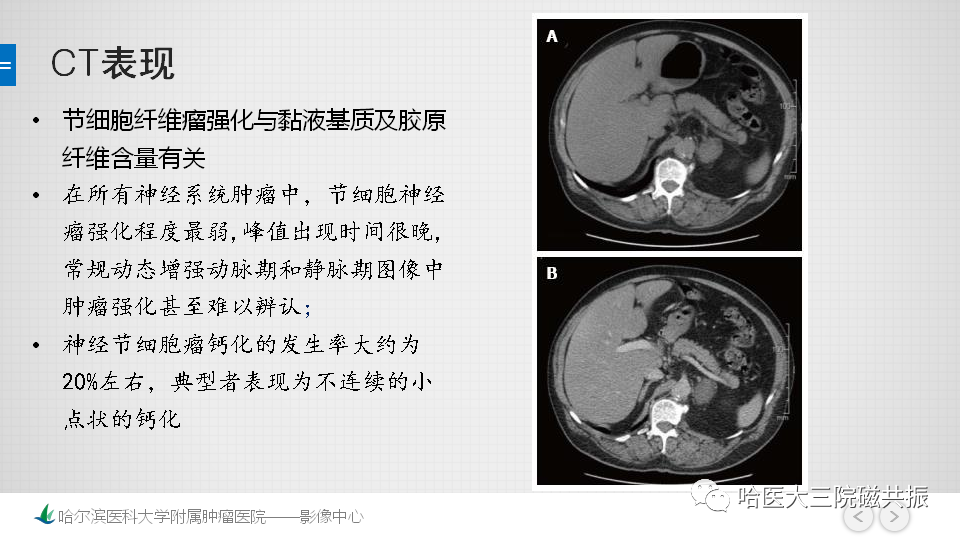 CT表现
• 节细胞纤维瘤强化与黏液基质及胶原
纤维含量有关
• 在所有神经系统肿瘤中，节细胞神经
瘤强化程度最弱,峰值出现时间很晚,
常规动态增强动脉期和静脉期图像中
肿瘤强化甚至难以辨认;
• 神经节细胞瘤钙化的发生率大约为
20%左右，典型者表现为不连续的小
点状的钙化
A
100
mm
B
100
mm
哈医大三院磁共振
哈尔滨医科大学附属肿瘤医院——影像中心